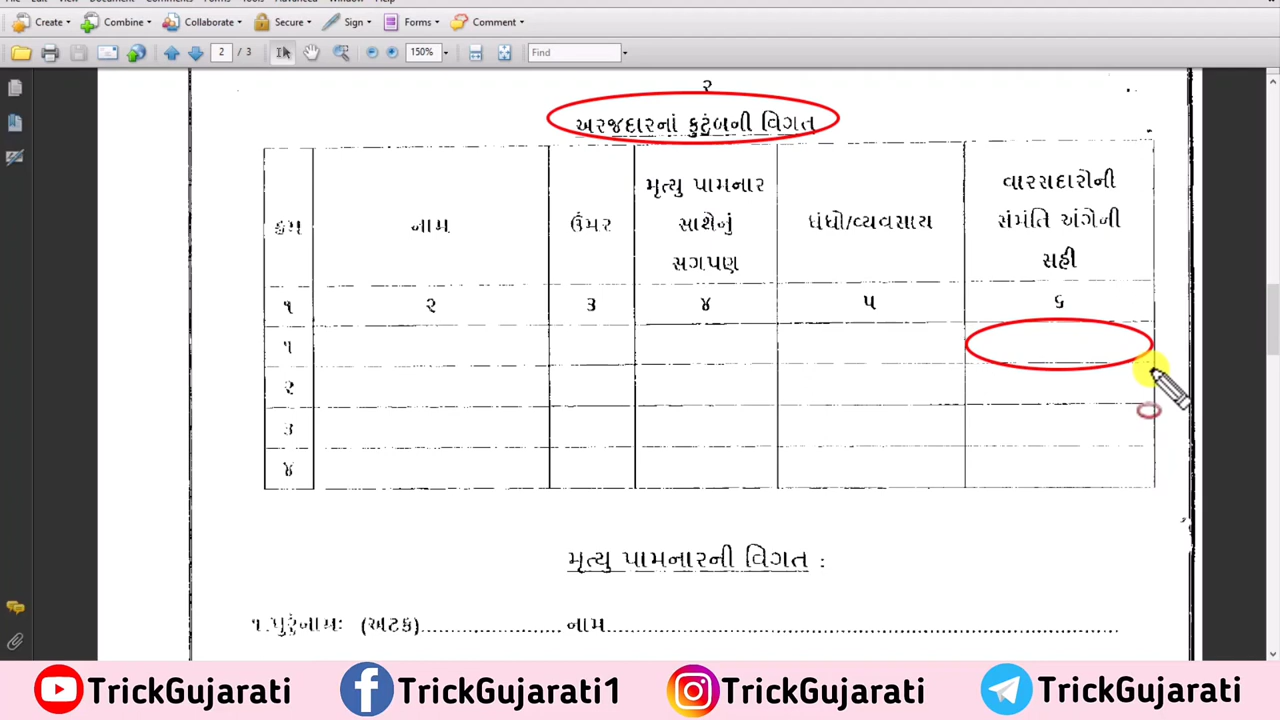 Create Combine Collaborate Secure Sign Forms Comment
2 / 3 150% Find
૨
અરજદારનાં કુટુંબની વિગત
ક્રમ
નામ
ઉંમર
મૃત્યુ પામનાર
સાથેનું
સગપણ
ધંધો/વ્યવસાય
વારસદારોની
સંમતિ અંગેની
સહી
૧ ૨ ૩ ૪ ૫ ૬
૧
૨
૩
૪
મૃત્યુ પામનારની વિગત :
૧.પુરુંનામઃ (અટક)..................... નામ.....................................................................
TrickGujarati TrickGujarati1 TrickGujarati TrickGujarati